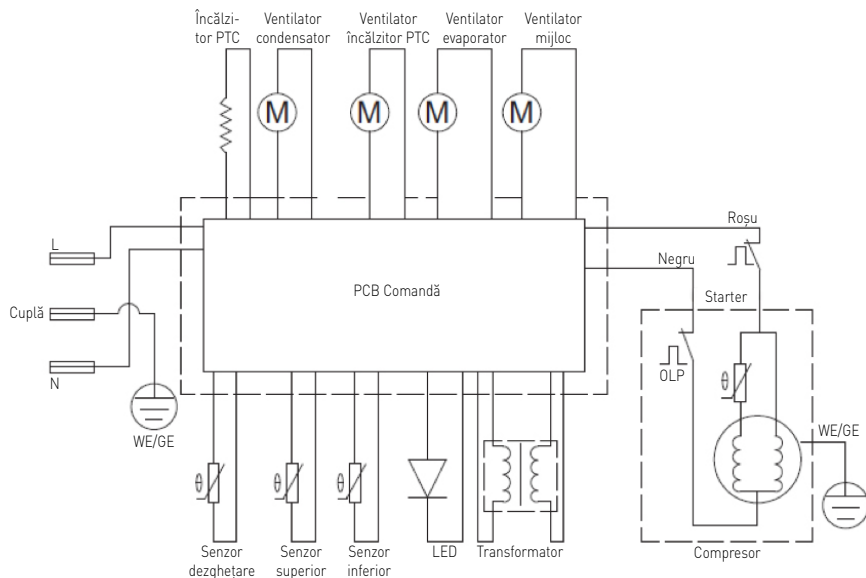 Încălzi-
tor PTC
Ventilator
condensator
Ventilator
încălzitor PTC
Ventilator
evaporator
Ventilator
mijloc
M
M
M
M
L
Cuplă
N
WE/GE
PCB Comandă
Roșu
Negru
Starter
OLP
θ
WE/GE
θ
θ
θ
Senzor
dezghețare
Senzor
superior
Senzor
inferior
LED
Transformator
Compresor